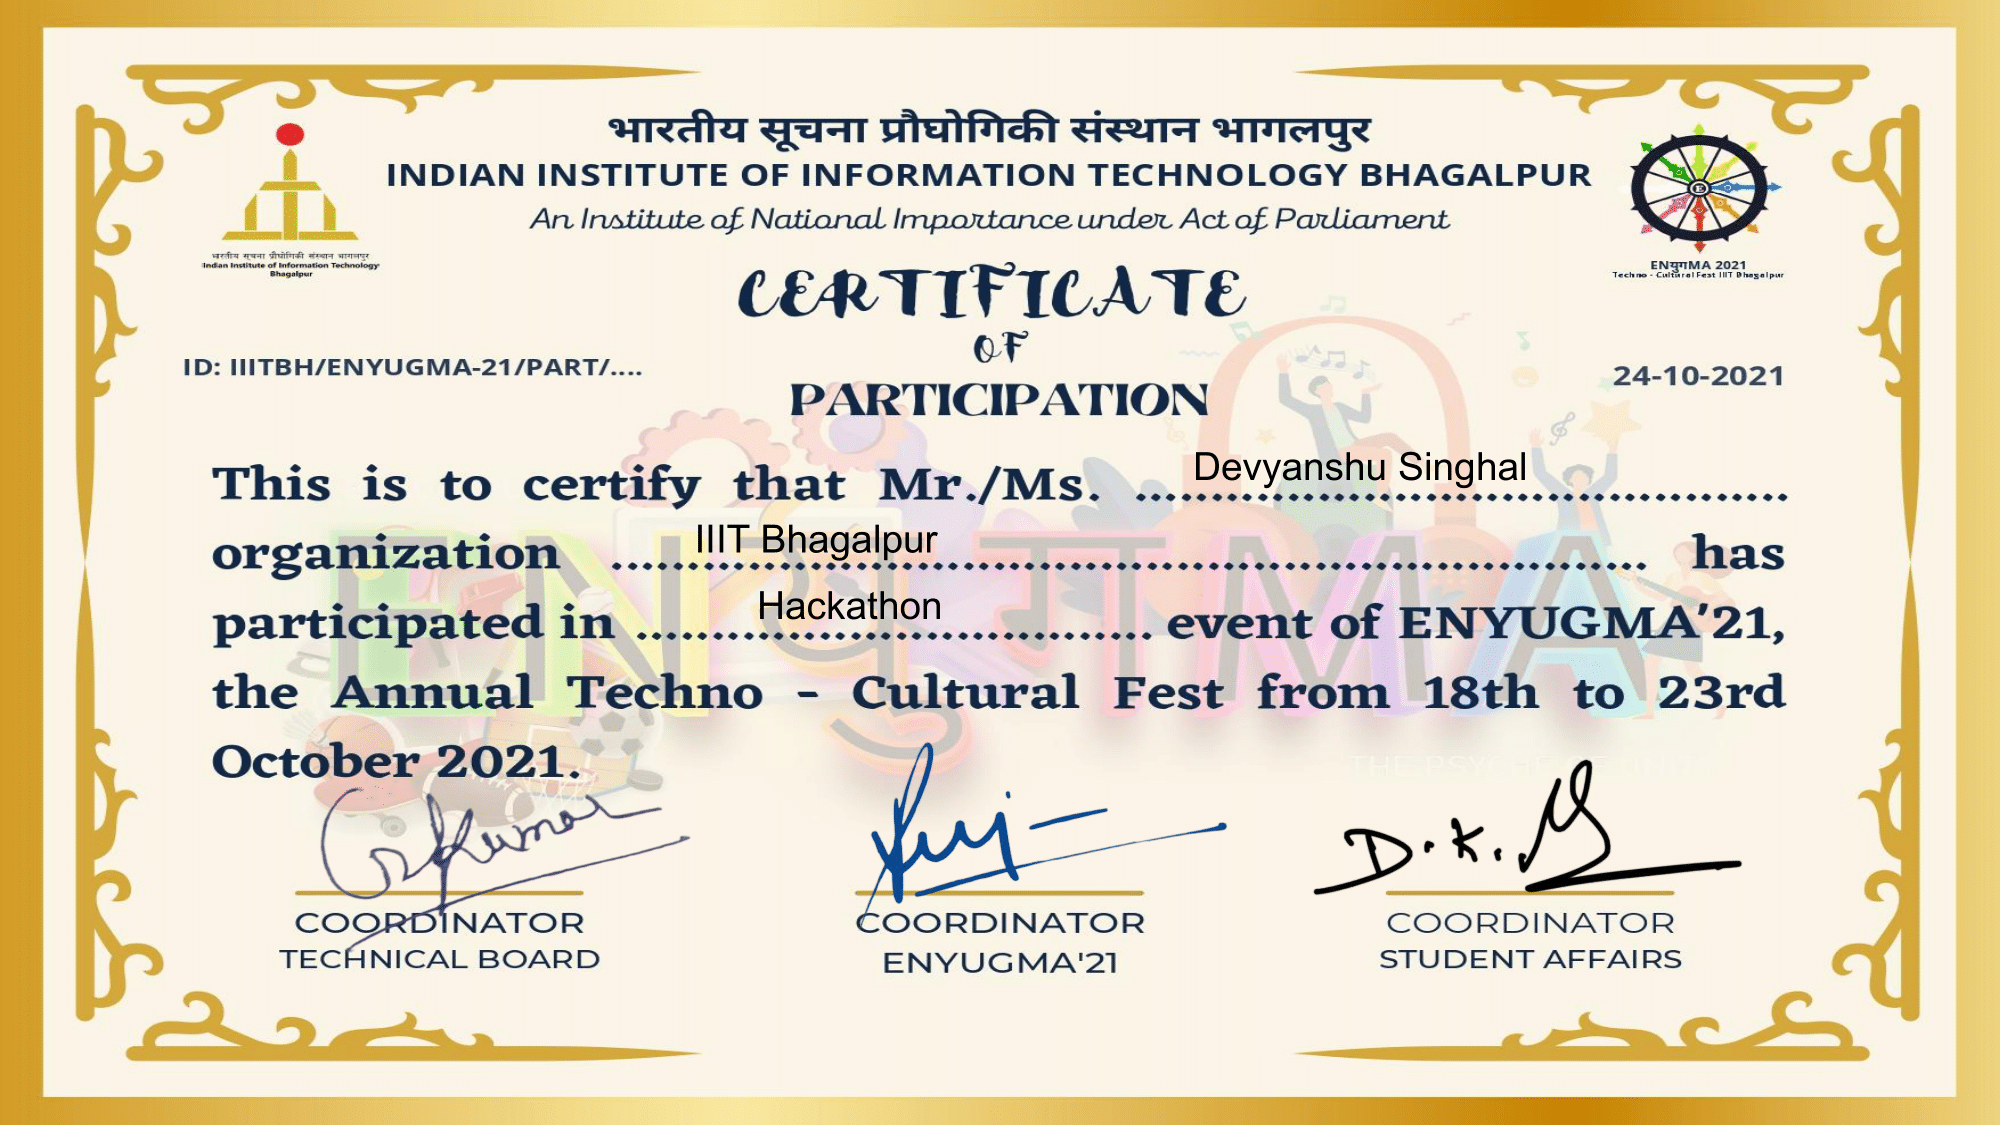 भारतीय सूचना प्रौघोगिकी संस्थान भागलपुर
INDIAN INSTITUTE OF INFORMATION TECHNOLOGY BHAGALPUR
An Institute of National Importance under Act of Parliament
भारतीय सूचना प्रौघोगिकी संस्थान भागलपुर
Indian Institute of Information Technology
Bhagalpur
E
ENयुगMA 2021
Techno - Cultural Fest IIIT Bhagalpur
CERTIFICATE
OF
PARTICIPATION
ID: IIITBH/ENYUGMA-21/PART/....
24-10-2021
This is to certify that Mr./Ms. Devyanshu Singhal
organization IIIT Bhagalpur has
participated in Hackathon event of ENYUGMA'21,
the Annual Techno - Cultural Fest from 18th to 23rd
October 2021.
ENयुगMA
D.K.
COORDINATOR
TECHNICAL BOARD
COORDINATOR
ENYUGMA'21
COORDINATOR
STUDENT AFFAIRS